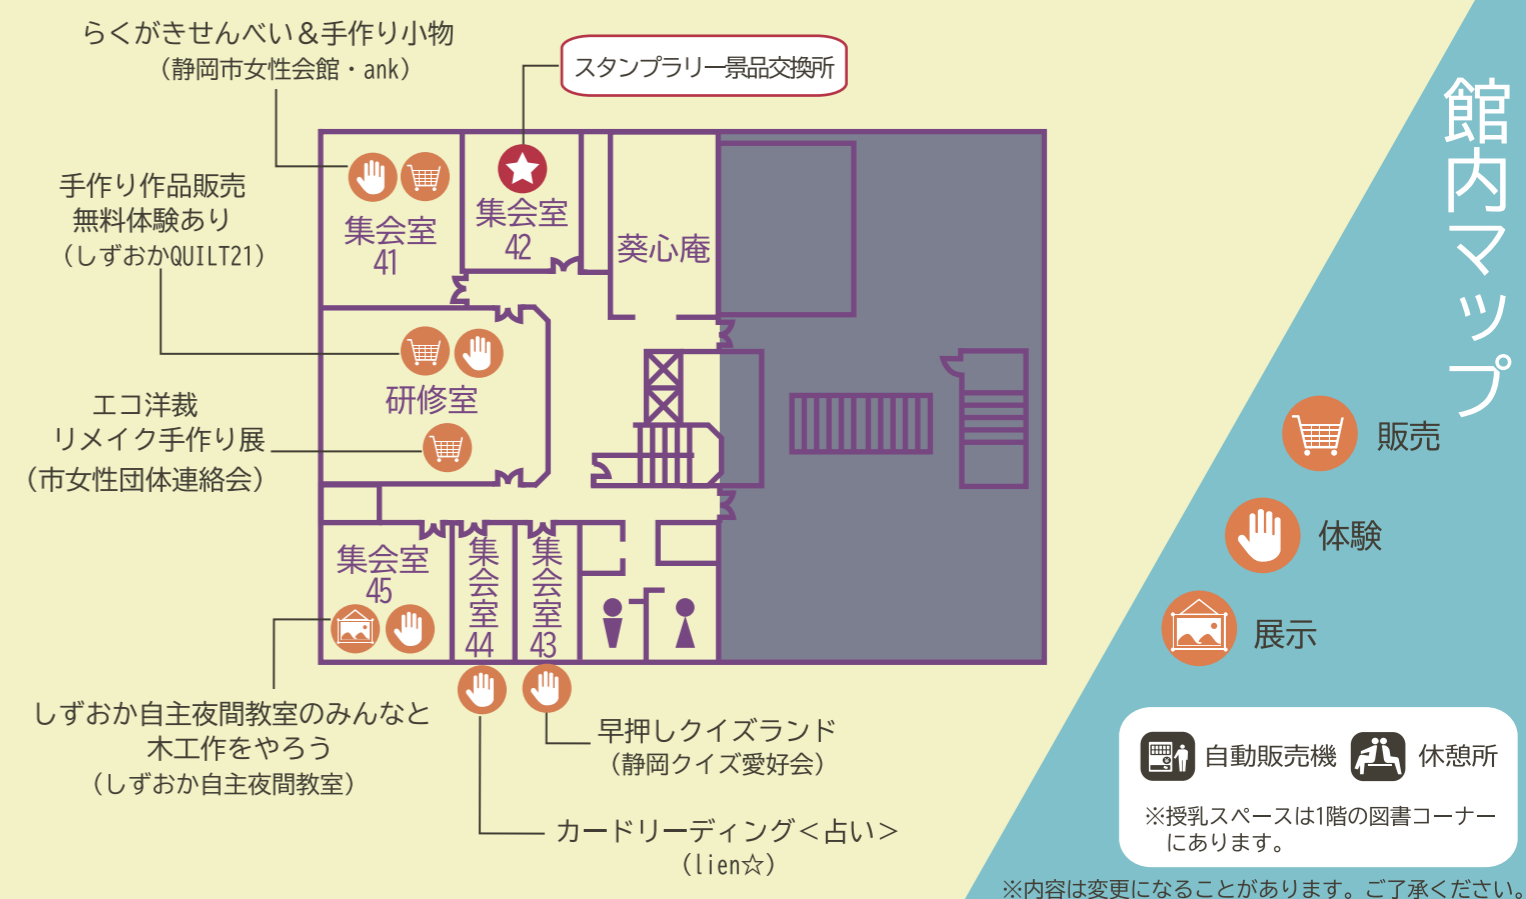 館内マップ
らくがきせんべい＆手作り小物
（静岡市女性会館・ank）
スタンプラリー景品交換所
手作り作品販売
無料体験あり
（しずおかQUILT21）
エコ洋裁
リメイク手作り展
（市女性団体連絡会）
集会室
41
集会室
42
葵心庵
研修室
集会室
45
集会室
44
集会室
43
しずおか自主夜間教室のみんなと
木工作をやろう
（しずおか自主夜間教室）
早押しクイズランド
（静岡クイズ愛好会）
カードリーディング＜占い＞
（lien☆）
販売
体験
展示
自動販売機
休憩所
※授乳スペースは1階の図書コーナー
にあります。
※内容は変更になることがあります。ご了承ください。